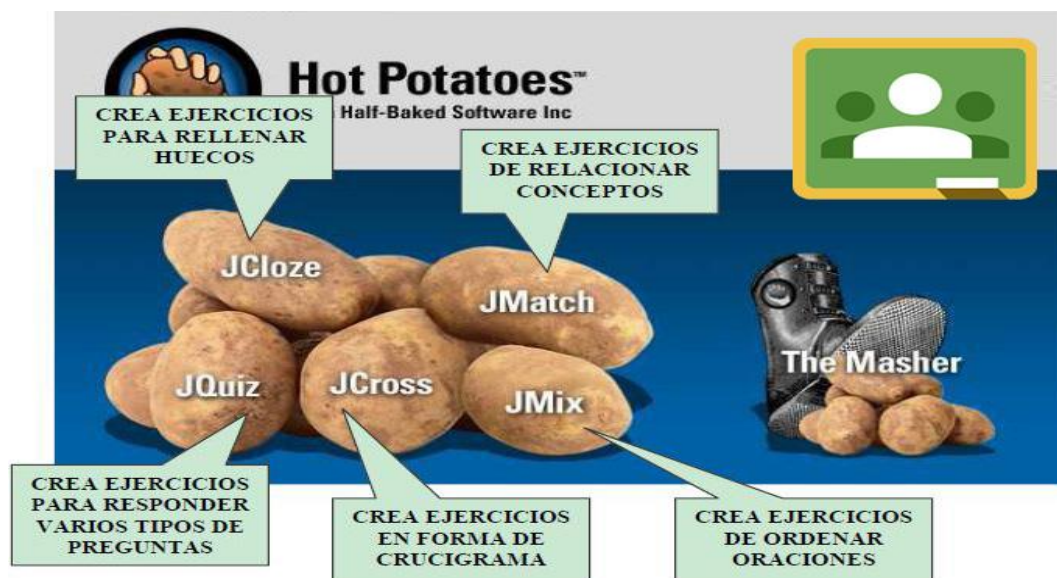 Hot Potatoes™
Half-Baked Software Inc
CREA EJERCICIOS
PARA RELLENAR
HUECOS
CREA EJERCICIOS
DE RELACIONAR
CONCEPTOS
JCloze
JMatch
The Masher
JQuiz
JCross
JMix
CREA EJERCICIOS
PARA RESPONDER
VARIOS TIPOS DE
PREGUNTAS
CREA EJERCICIOS
EN FORMA DE
CRUCIGRAMA
CREA EJERCICIOS
DE ORDENAR
ORACIONES